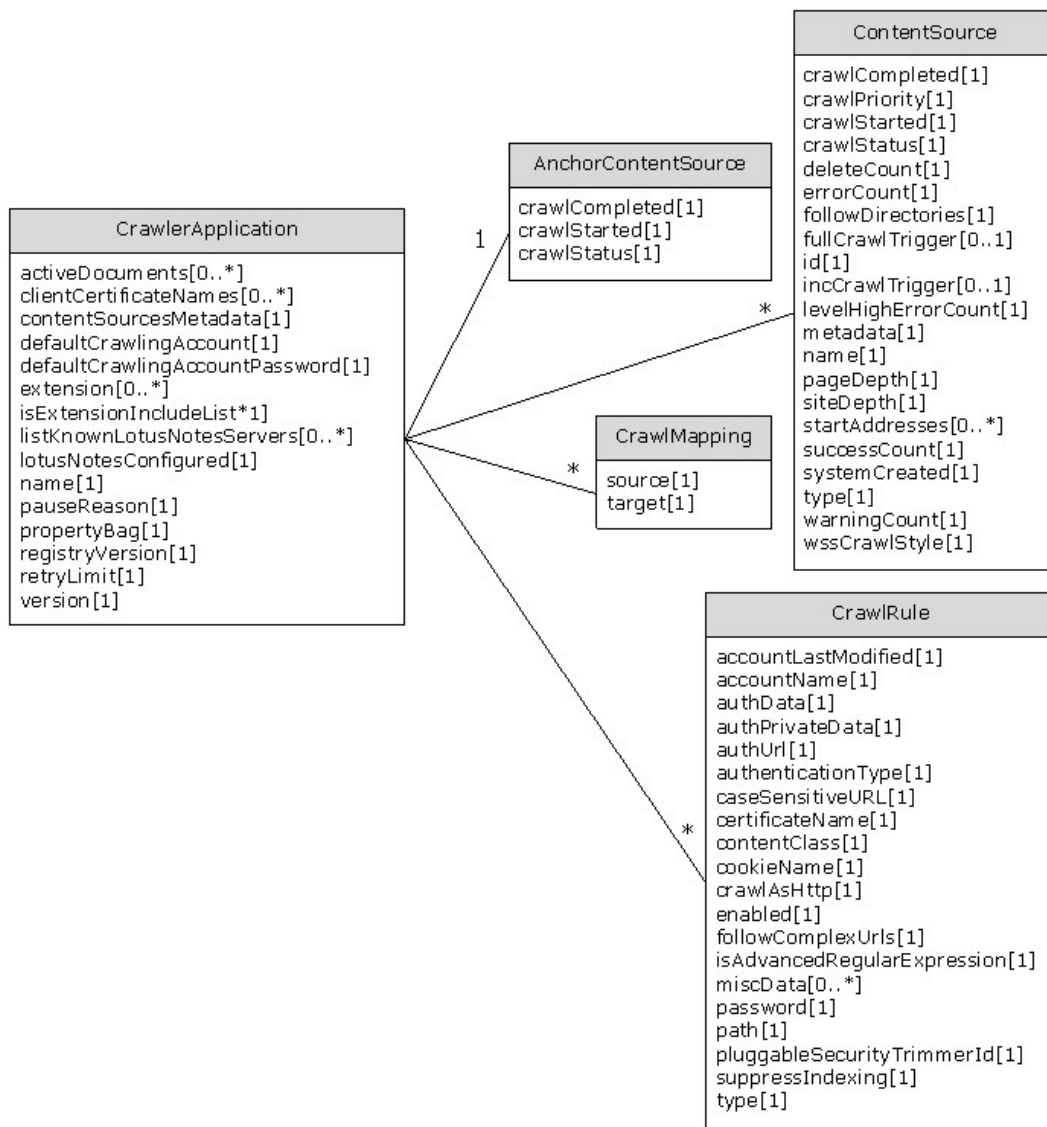 CrawlerApplication
activeDocuments[0..*]
clientCertificateNames[0..*]
contentSourcesMetadata[1]
defaultCrawlingAccount[1]
defaultCrawlingAccountPassword[1]
extension[0..*]
isExtensionIncludeList*1]
listKnownLotusNotesServers[0..*]
lotusNotesConfigured[1]
name[1]
pauseReason[1]
propertyBag[1]
registryVersion[1]
retryLimit[1]
version[1]
1
AnchorContentSource
crawlCompleted[1]
crawlStarted[1]
crawlStatus[1]
*
ContentSource
crawlCompleted[1]
crawlPriority[1]
crawlStarted[1]
crawlStatus[1]
deleteCount[1]
errorCount[1]
followDirectories[1]
fullCrawlTrigger[0..1]
id[1]
incCrawlTrigger[0..1]
levelHighErrorCount[1]
metadata[1]
name[1]
pageDepth[1]
siteDepth[1]
startAddresses[0..*]
successCount[1]
systemCreated[1]
type[1]
warningCount[1]
wssCrawlStyle[1]
*
CrawlMapping
source[1]
target[1]
*
CrawlRule
accountLastModified[1]
accountName[1]
authData[1]
authPrivateData[1]
authUrl[1]
authenticationType[1]
caseSensitiveURL[1]
certificateName[1]
contentClass[1]
cookieName[1]
crawlAsHttp[1]
enabled[1]
followComplexUrls[1]
isAdvancedRegularExpression[1]
miscData[0..*]
password[1]
path[1]
pluggableSecurityTrimmerId[1]
suppressIndexing[1]
type[1]